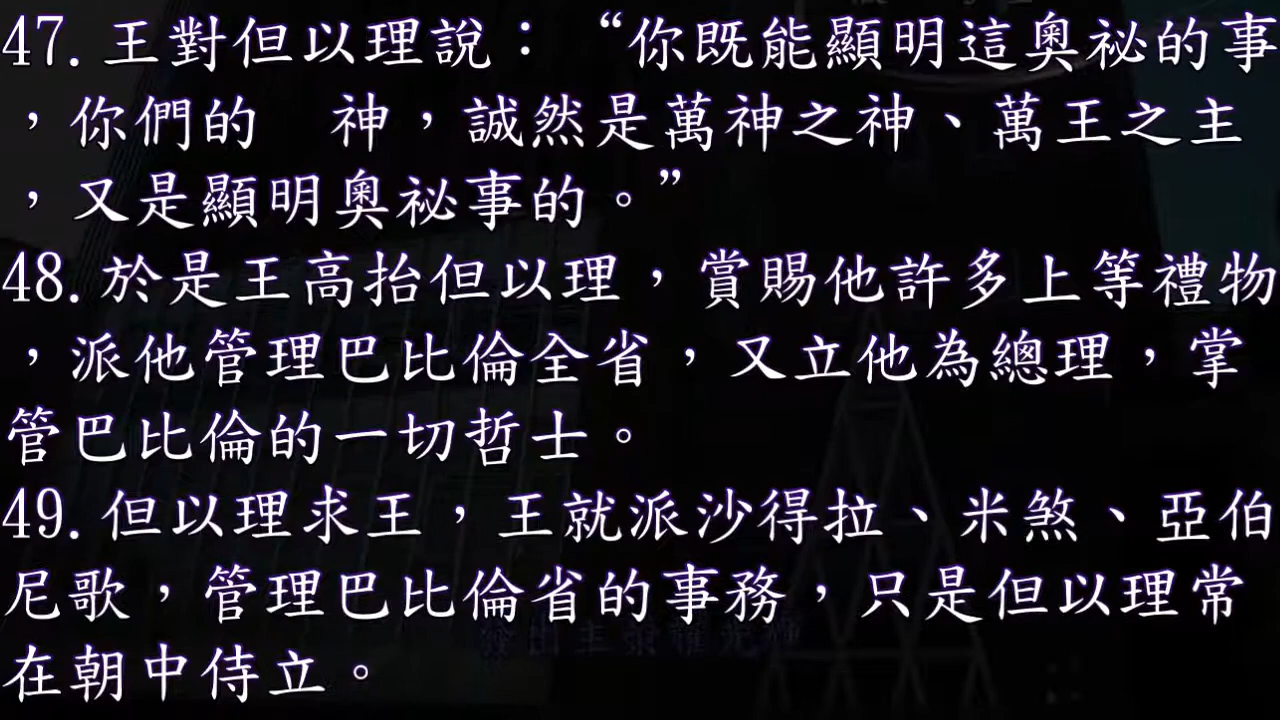 47. 王對但以理說：“你既能顯明這奧祕的事
，你們的　神，誠然是萬神之神、萬王之主
，又是顯明奧祕事的。”
48. 於是王高抬但以理，賞賜他許多上等禮物
，派他管理巴比倫全省，又立他為總理，掌
管巴比倫的一切哲士。
49. 但以理求王，王就派沙得拉、米煞、亞伯
尼歌，管理巴比倫省的事務，只是但以理常
在朝中侍立。